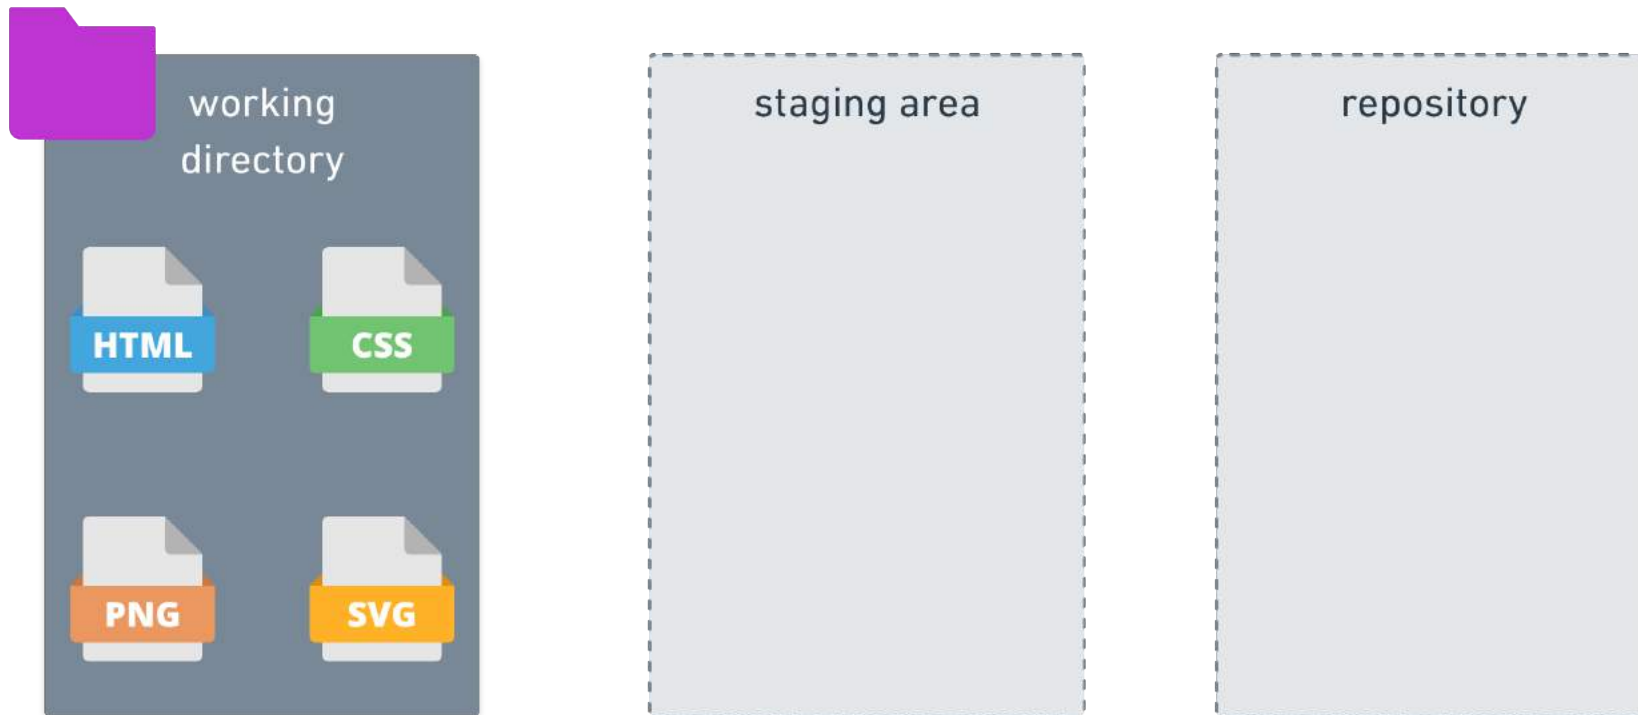 working
directory
staging area
repository
HTML
CSS
PNG
SVG